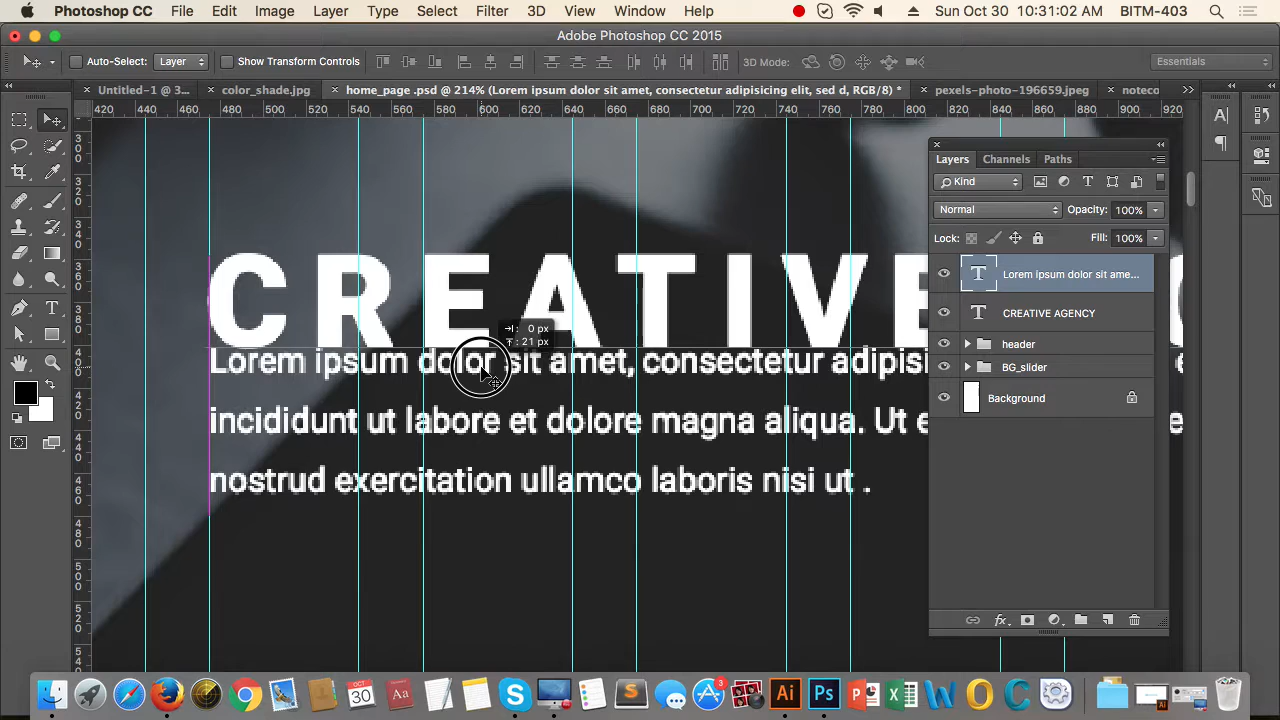 Photoshop CC File Edit Image Layer Type Select Filter 3D View Window Help Sun Oct 30 10:31:02 AM BITM-403
Adobe Photoshop CC 2015
Auto-Select: Layer Show Transform Controls 3D Mode: Essentials
Untitled-1 @ 3... color_shade.jpg home_page .psd @ 214% (Lorem ipsum dolor sit amet, consectetur adipisicing elit, sed d, RGB/8) * pexels-photo-196659.jpeg noteco
420 440 460 480 500 520 540 560 580 600 620 640 660 680 700 720 740 760 780 800 820 840 860 880 900 920
Layers Channels Paths
Kind
Normal Opacity: 100%
Lock: Fill: 100%
Lorem ipsum dolor sit ame...
CREATIVE AGENCY
header
BG_slider
Background
CREATIVE
0 px
21 px
Lorem ipsum dolor sit amet, consectetur adipisi
incididunt ut labore et dolore magna aliqua. Ut e
nostrud exercitation ullamco laboris nisi ut .